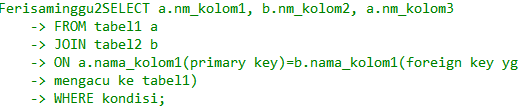 Ferisaminggu2SELECT a.nm_kolom1, b.nm_kolom2, a.nm_kolom3
-> FROM tabel1 a
-> JOIN tabel2 b
-> ON a.nama_kolom1(primary key)=b.nama_kolom1(foreign key yg
-> mengacu ke tabel1)
-> WHERE kondisi;